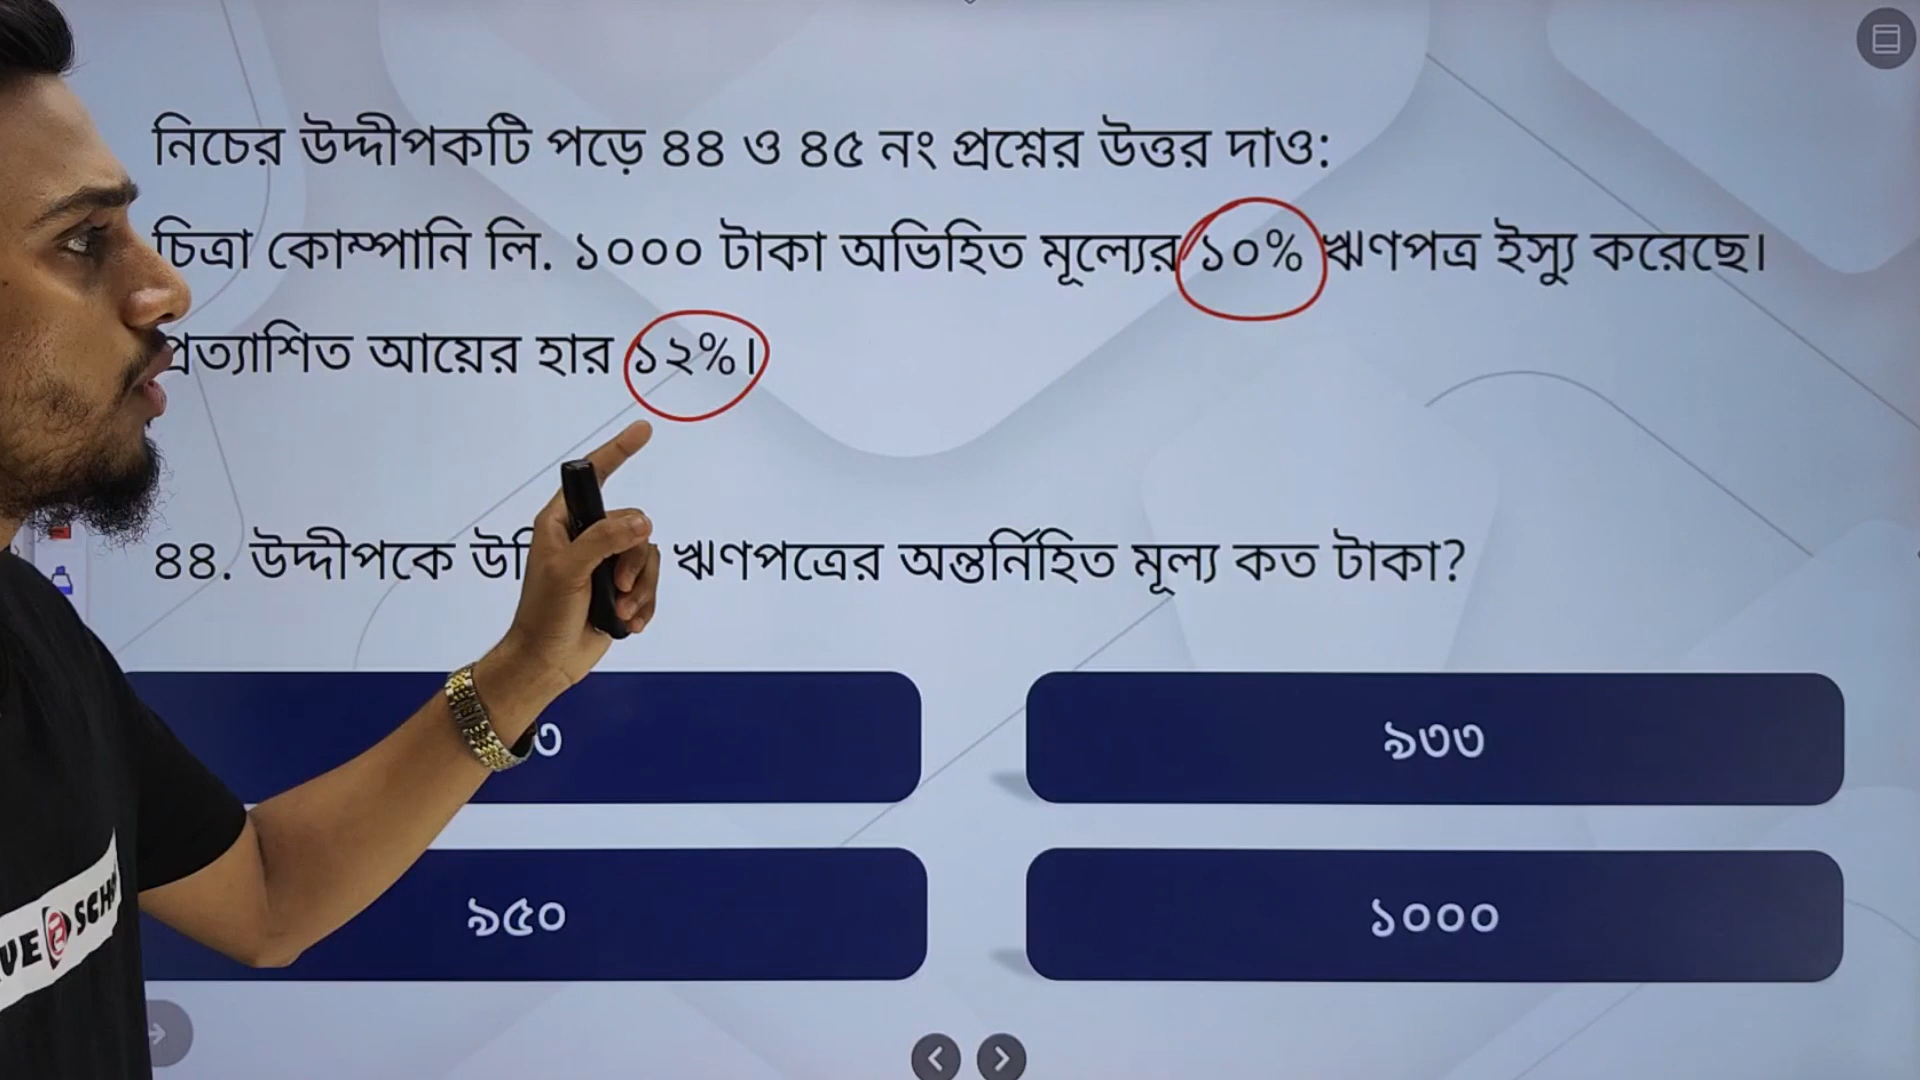 নিচের উদ্দীপকটি পড়ে ৪৪ ও ৪৫ নং প্রশ্নের উত্তর দাও:
চিত্রা কোম্পানি লি. ১০০০ টাকা অভিহিত মূল্যের ১০% ঋণপত্র ইস্যু করেছে।
প্রত্যাশিত আয়ের হার ১২%।
৪৪. উদ্দীপকে ঋণপত্রের অন্তর্নিহিত মূল্য কত টাকা?
৯৩৩
৯৫০
১০০০